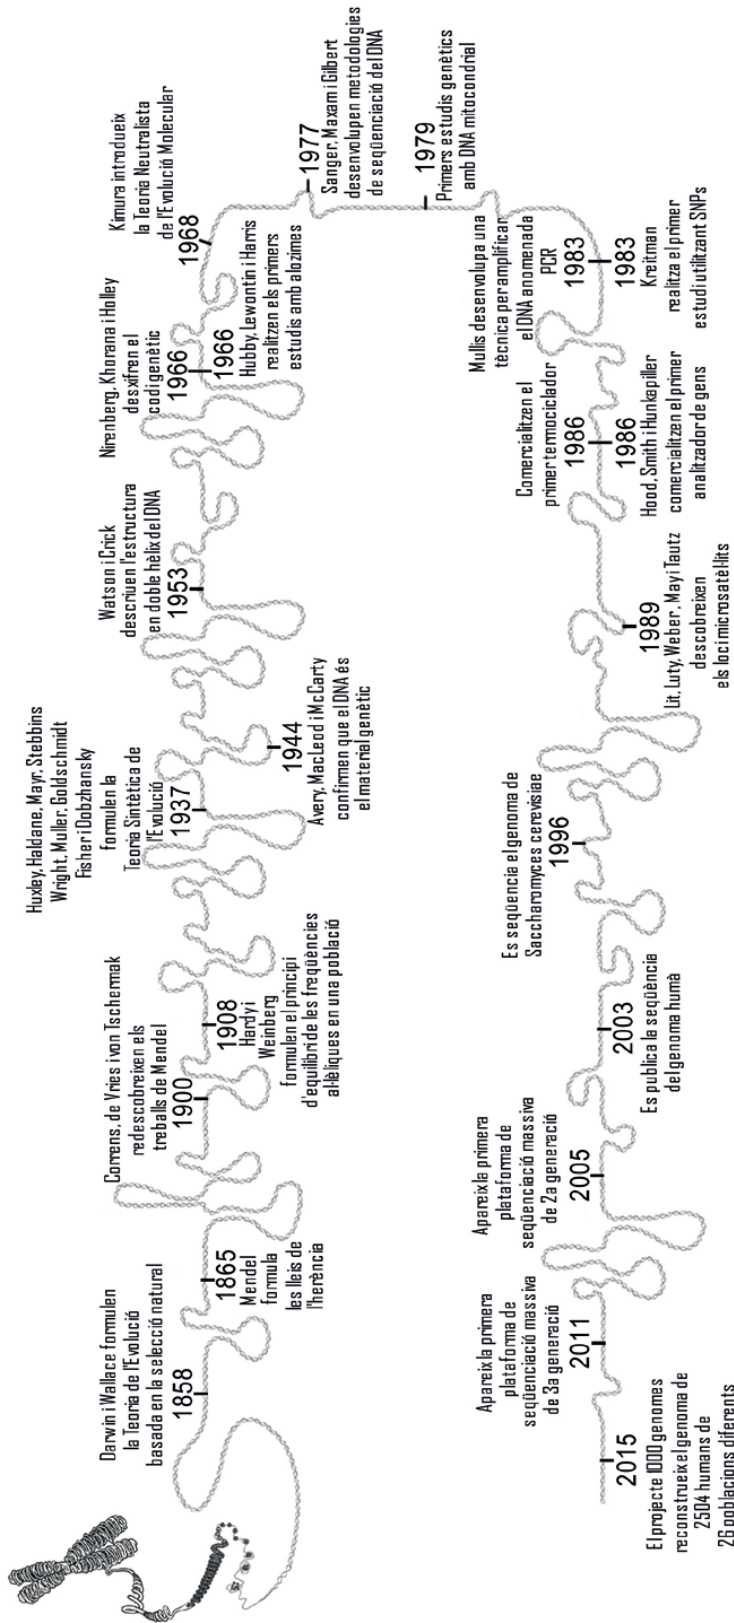 Darwin i Wallace formulen
la Teoria de l'Evolució
basada en la selecció natural
1858
1865
Mendel
formula
les lleis de
l'herència
Correns, de Vries i von Tschermak
redescobreixen els
treballs de Mendel
1900
1908
Hardy i
Weinberg
formulen el principi
d'equilibri de les freqüències
al·lèliques en una població
Huxley, Haldane, Mayr, Stebbins
Wright, Muller, Goldschmidt
Fisher i Dobzhansky
formulen la
Teoria Sintètica de
l'Evolució
1937
1944
Avery, MacLeod i McCarty
confirmen que el DNA és
el material genètic
Watson i Crick
descriuen l'estructura
en doble hèlix del DNA
1953
Nirenberg, Khorana i Holley
desxifren el
codi genètic
1966
1966
Hubby, Lewontin i Harris
realitzen els primers
estudis amb alozimes
Kimura introdueix
la Teoria Neutralista
de l'Evolució Molecular
1968
1977
Sanger, Maxam i Gilbert
desenvolupen metodologies
de seqüenciació del DNA
1979
Primers estudis genètics
amb DNA mitocondrial
Mullis desenvolupa una
tècnica per amplificar
el DNA anomenada
PCR
1983
1983
Kreitman
realitza el primer
estudi utilitzant SNPs
Comercialitzen el
primer termociclador
1986
1986
Hood, Smith i Hunkapiller
comercialitzen el primer
analitzador de gens
1989
Lit, Luty, Weber, May i Tautz
descobreixen
els loci microsatèl·lits
Es seqüència el genoma de
Saccharomyces cerevisiae
1996
2003
Es publica la seqüència
del genoma humà
Apareix la primera
plataforma de
seqüenciació massiva
de 2a generació
2005
Apareix la primera
plataforma de
seqüenciació massiva
de 3a generació
2011
2015
El projecte 1000 genomes
reconstrueix el genoma de
2504 humans de
26 poblacions diferents